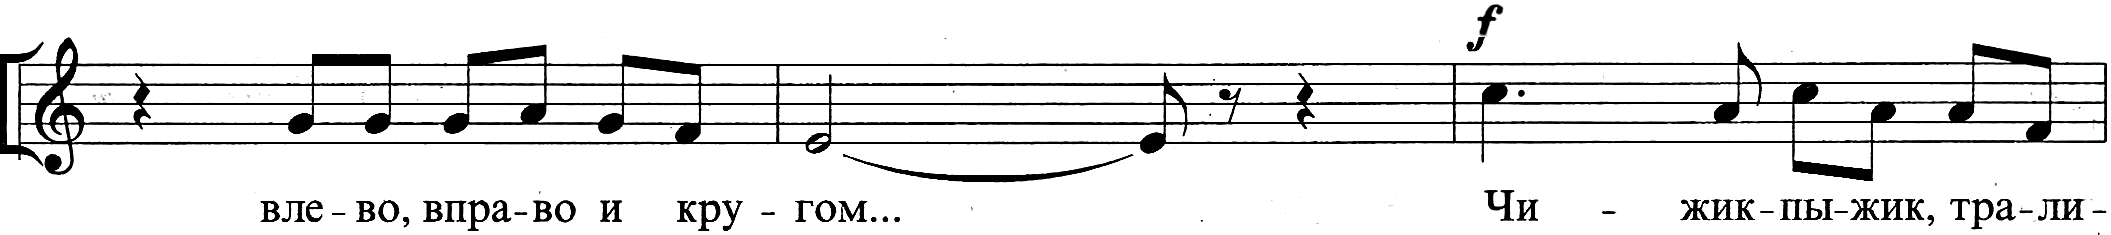 f
вле-во, впра-во и кру-гом... Чи-жик-пы-жик, тра-ли-